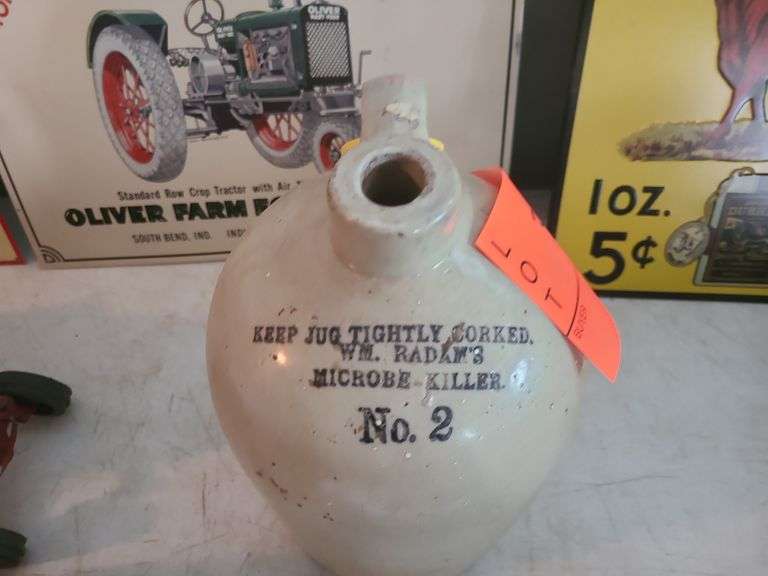 OLIVER
Standard Row Crop Tractor with Air
OLIVER FARM
SOUTH BEND, IND.
1oz.
5¢
LOT
BUYER
KEEP JUG TIGHTLY CORKED.
WM. RADAM'S
MICROBE KILLER.
No. 2